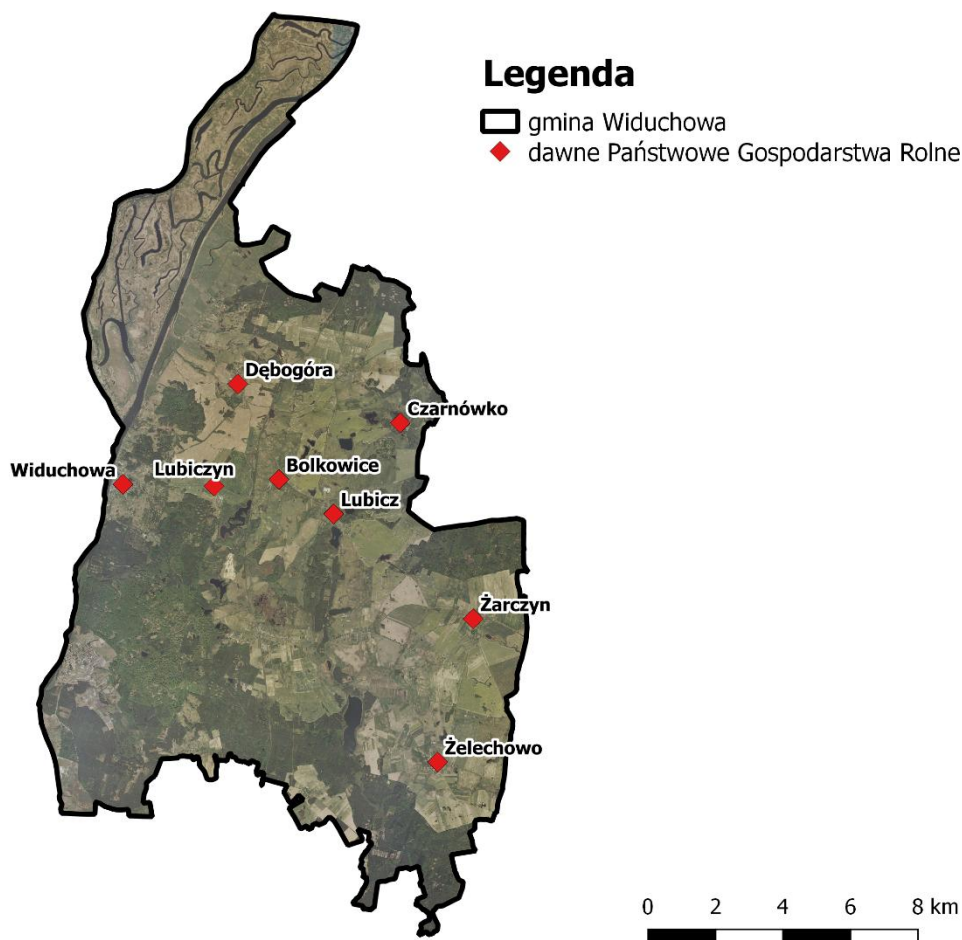 Legenda
gmina Widuchowa
dawne Państwowe Gospodarstwa Rolne
Dębogóra
Czarnówko
Widuchowa
Lubiczyn
Bolkowice
Lubicz
Żarczyn
Żelechowo
0 2 4 6 8 km